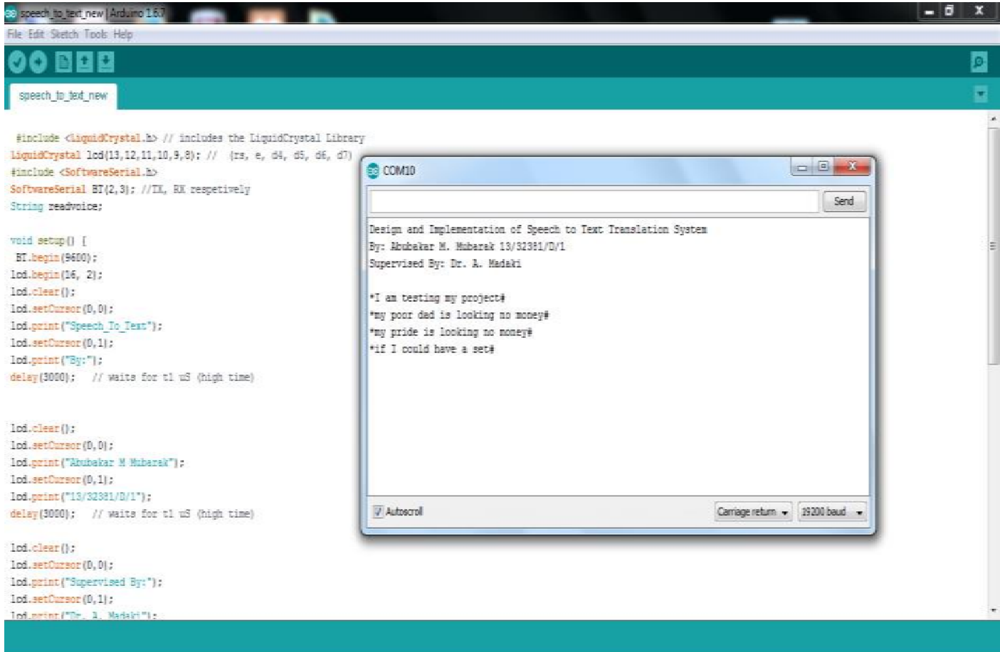 speech_to_text_new | Arduino 1.6.7
File Edit Sketch Tools Help
speech_to_text_new
#include <LiquidCrystal.h> // includes the LiquidCrystal Library
LiquidCrystal lcd(13,12,11,10,9,8); // (rs, e, d4, d5, d6, d7)
#include <SoftwareSerial.h>
SoftwareSerial BT(2,3); //TX, RX respetively
String readvoice;
void setup() {
BT.begin(9600);
lcd.begin(16, 2);
lcd.clear();
lcd.setCursor(0,0);
lcd.print("Speech_To_Text");
lcd.setCursor(0,1);
lcd.print("By:");
delay(3000); // waits for t1 uS (high time)
lcd.clear();
lcd.setCursor(0,0);
lcd.print("Abubakar M Mubarak");
lcd.setCursor(0,1);
lcd.print("13/32381/D/1");
delay(3000); // waits for t1 uS (high time)
lcd.clear();
lcd.setCursor(0,0);
lcd.print("Supervised By:");
lcd.setCursor(0,1);
lcd.print("Dr. A. Madaki");
COM10
Send
Design and Implementation of Speech to Text Translation System
By: Abubakar M. Mubarak 13/32381/D/1
Supervised By: Dr. A. Madaki
*I am testing my project#
*my poor dad is looking no money#
*my pride is looking no money#
*if I could have a set#
Autoscroll
Carriage return
19200 baud